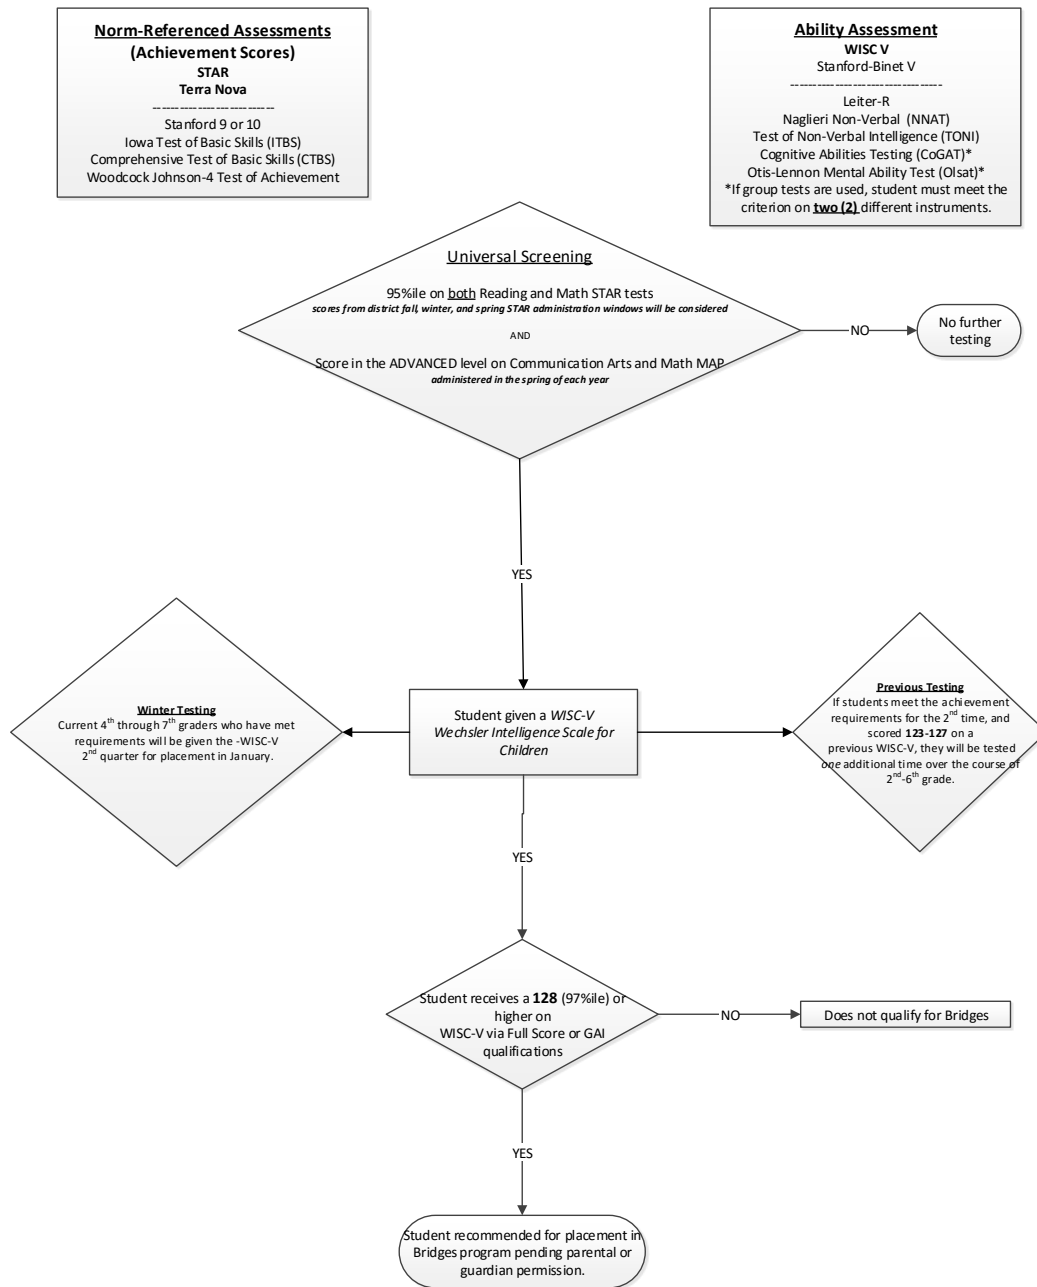 Norm-Referenced Assessments
(Achievement Scores)
STAR
Terra Nova
----------------------------
Stanford 9 or 10
Iowa Test of Basic Skills (ITBS)
Comprehensive Test of Basic Skills (CTBS)
Woodcock Johnson-4 Test of Achievement
Ability Assessment
WISC V
Stanford-Binet V
-----------------------------------
Leiter-R
Naglieri Non-Verbal (NNAT)
Test of Non-Verbal Intelligence (TONI)
Cognitive Abilities Testing (CoGAT)*
Otis-Lennon Mental Ability Test (Olsat)*
*If group tests are used, student must meet the
criterion on two (2) different instruments.
Universal Screening
95%ile on both Reading and Math STAR tests
scores from district fall, winter, and spring STAR administration windows will be considered
AND
Score in the ADVANCED level on Communication Arts and Math MAP
administered in the spring of each year
NO
No further
testing
YES
Winter Testing
Current 4th through 7th graders who have met
requirements will be given the -WISC-V
2nd quarter for placement in January.
Student given a WISC-V
Wechsler Intelligence Scale for
Children
Previous Testing
If students meet the achievement
requirements for the 2nd time, and
scored 123-127 on a
previous WISC-V, they will be tested
one additional time over the course of
2nd-6th grade.
YES
Student receives a 128 (97%ile) or
higher on
WISC-V via Full Score or GAI
qualifications
NO
Does not qualify for Bridges
YES
Student recommended for placement in
Bridges program pending parental or
guardian permission.